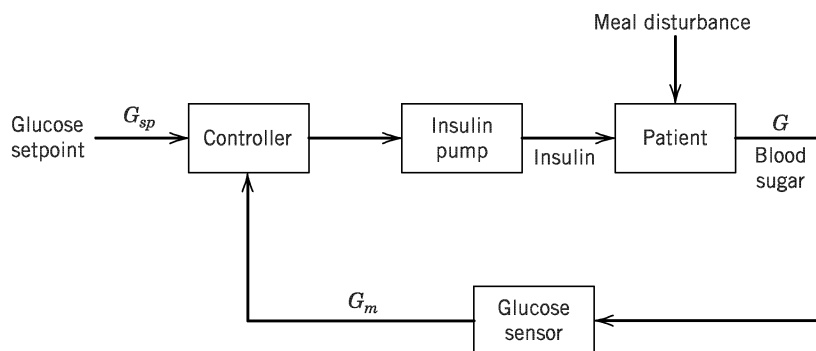 Meal disturbance
Glucose
setpoint
G_sp
Controller
Insulin
pump
Insulin
Patient
G
Blood
sugar
G_m
Glucose
sensor